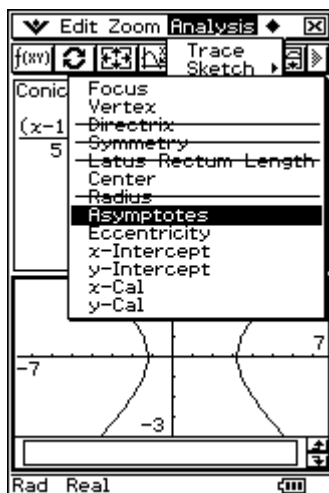 Edit Zoom Analysis
f(xy) Trace
Sketch
Conic
(x-1
5
Focus
Vertex
Directrix
Symmetry
Latus Rectum Length
Center
Radius
Asymptotes
Eccentricity
x-Intercept
y-Intercept
x-Cal
y-Cal
-7
7
-3
Rad Real